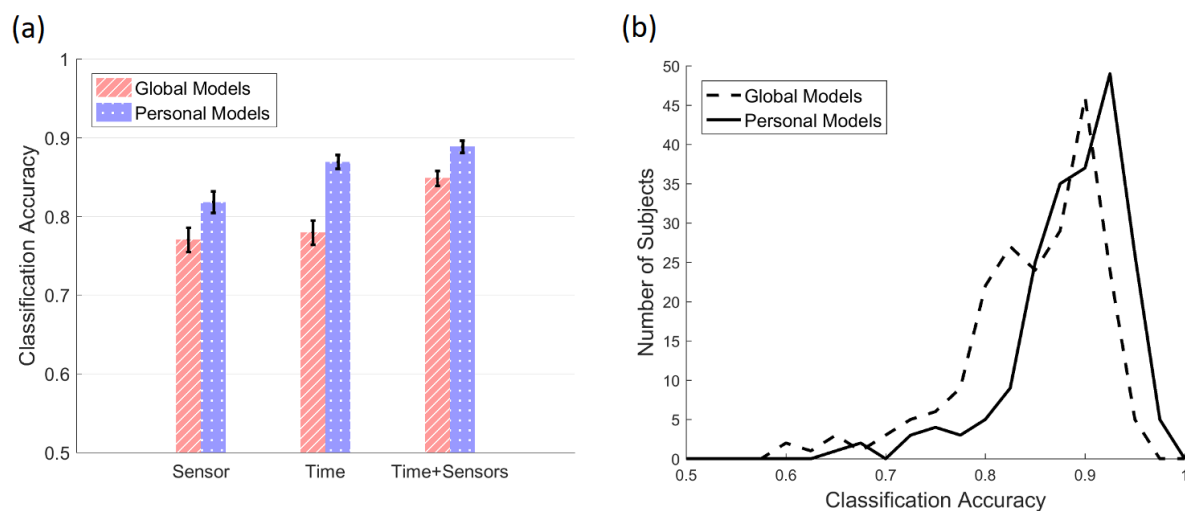 (a)
Classification Accuracy
1
0.9
0.8
0.7
0.6
0.5
Global Models
Personal Models
Sensor
Time
Time+Sensors
(b)
Number of Subjects
50
45
40
35
30
25
20
15
10
5
0
Global Models
Personal Models
0.5
0.6
0.7
0.8
0.9
1
Classification Accuracy